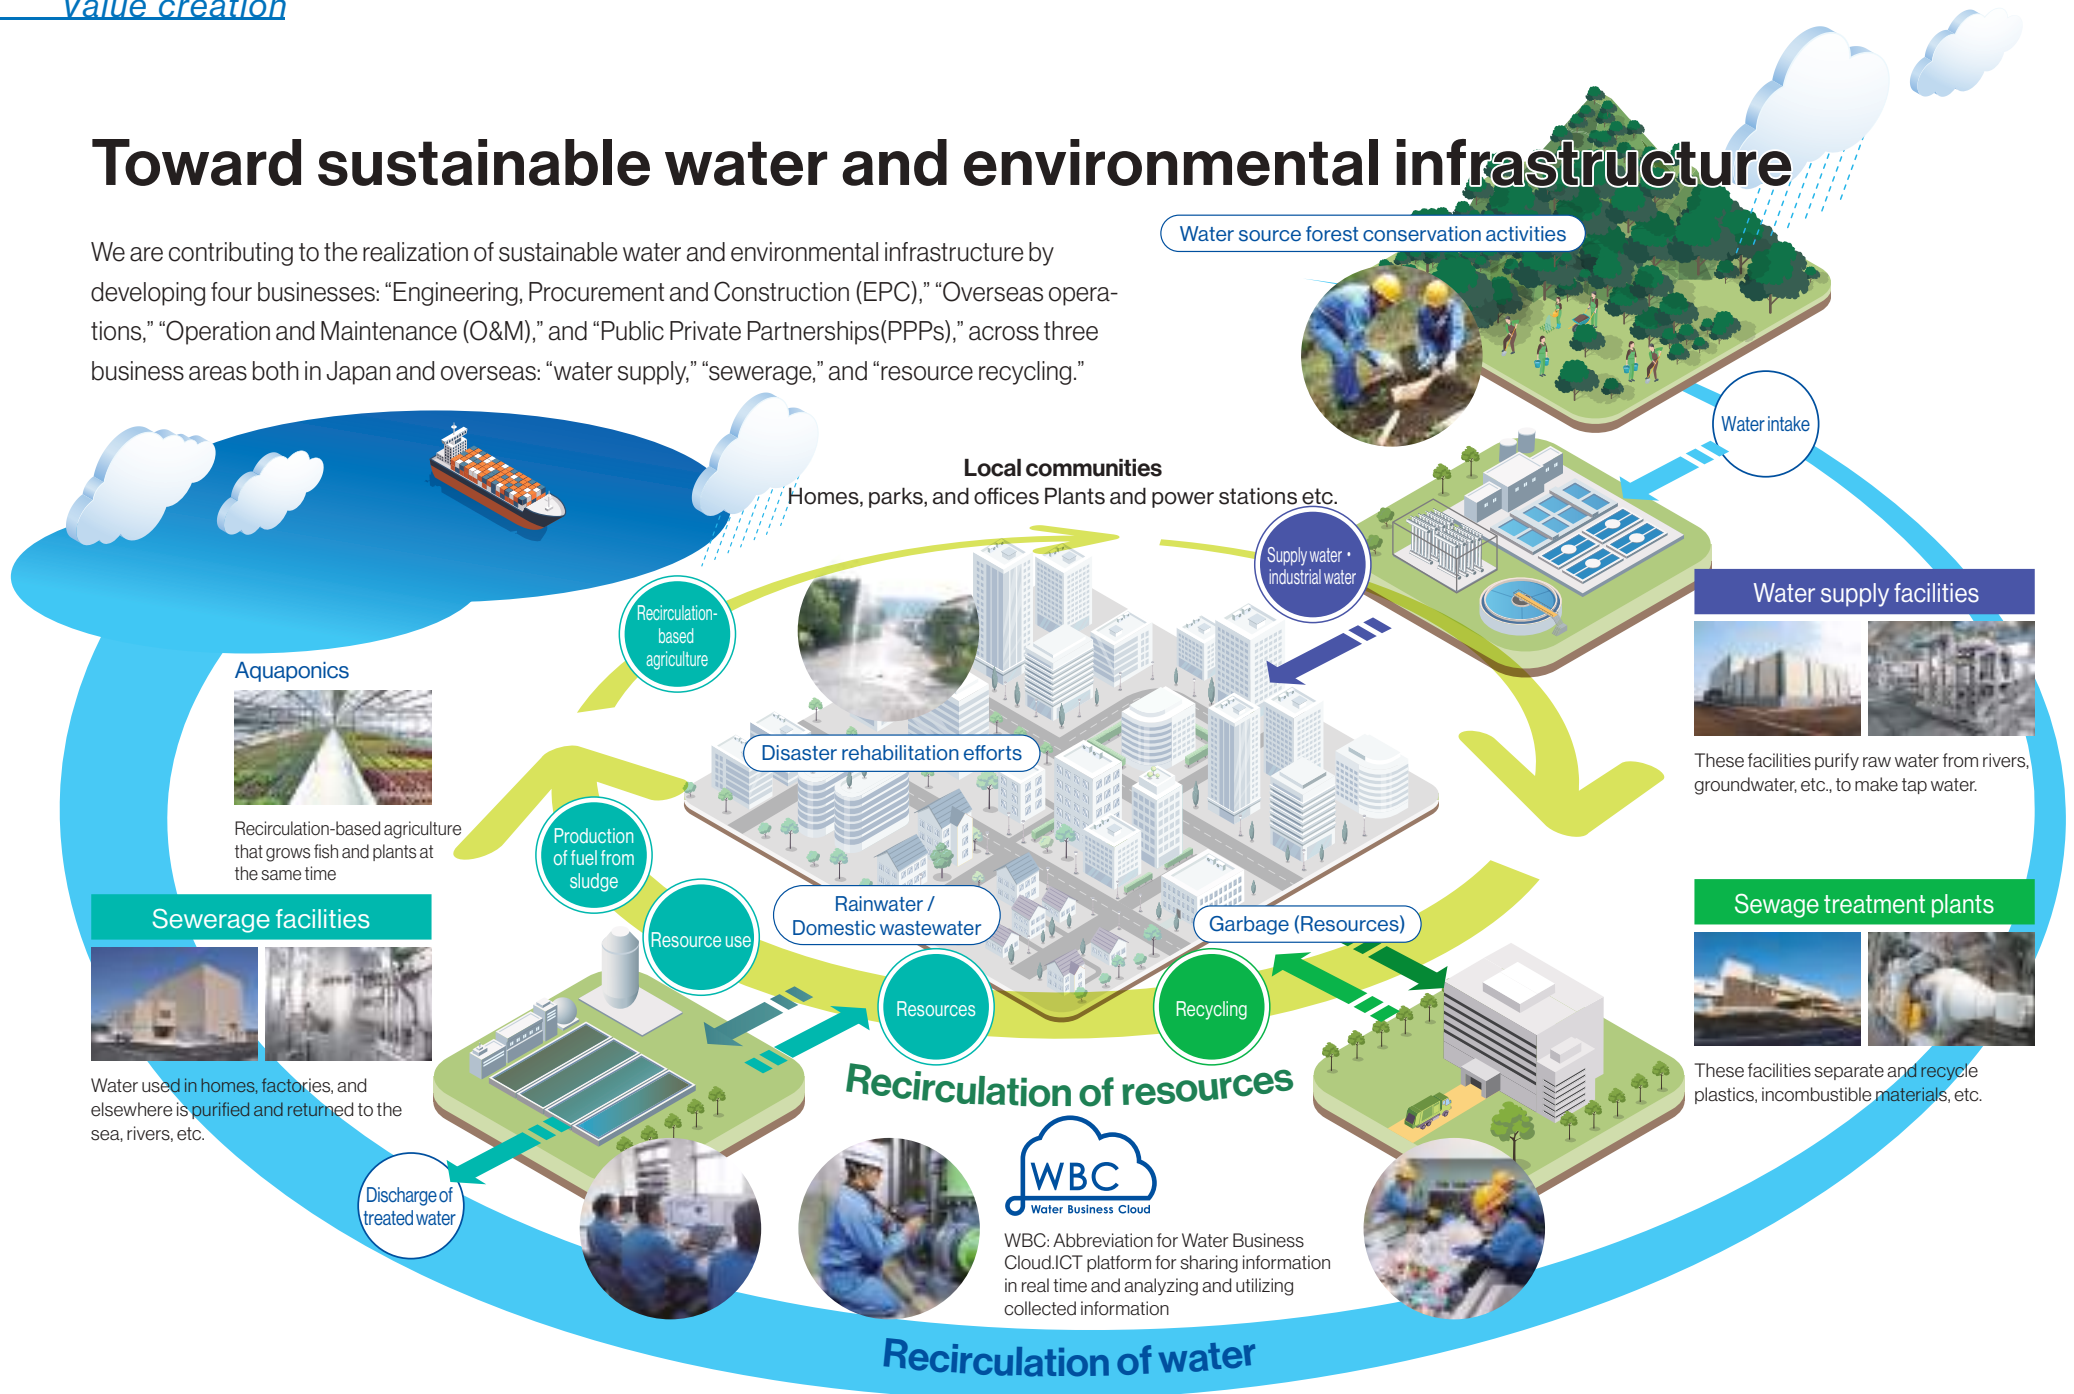 Value creation
Toward sustainable water and environmental infrastructure
We are contributing to the realization of sustainable water and environmental infrastructure by
developing four businesses: “Engineering, Procurement and Construction (EPC),” “Overseas opera-
tions,” “Operation and Maintenance (O&M),” and “Public Private Partnerships(PPPs),” across three
business areas both in Japan and overseas: “water supply,” “sewerage,” and “resource recycling.”
Water source forest conservation activities
Water intake
Local communities
Homes, parks, and offices Plants and power stations etc.
Supply water・
industrial water
Water supply facilities
These facilities purify raw water from rivers,
groundwater, etc., to make tap water.
Recirculation-
based
agriculture
Aquaponics
Recirculation-based agriculture
that grows fish and plants at
the same time
Disaster rehabilitation efforts
Production
of fuel from
sludge
Resource use
Rainwater /
Domestic wastewater
Garbage (Resources)
Resources
Recycling
Sewerage facilities
Water used in homes, factories, and
elsewhere is purified and returned to the
sea, rivers, etc.
Sewage treatment plants
These facilities separate and recycle
plastics, incombustible materials, etc.
Discharge of
treated water
Recirculation of resources
WBC
Water Business Cloud
WBC: Abbreviation for Water Business
Cloud.ICT platform for sharing information
in real time and analyzing and utilizing
collected information
Recirculation of water